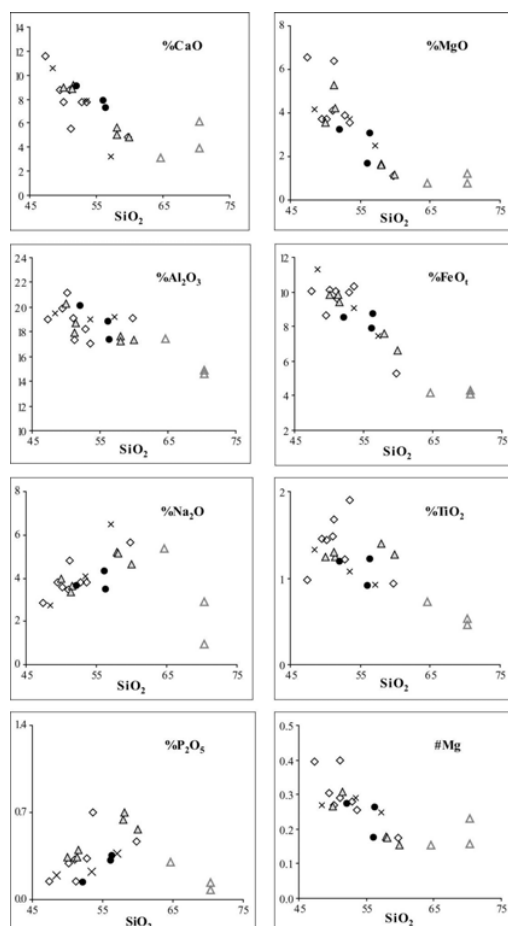 %CaO
14
12
10
8
6
4
2
0
45 55 65 75
SiO₂
%MgO
8
6
4
2
0
45 55 65 75
SiO₂
%Al₂O₃
24
22
20
18
16
14
12
10
45 55 65 75
SiO₂
%FeOₜ
12
10
8
6
4
2
45 55 65 75
SiO₂
%Na₂O
8
6
4
2
0
45 55 65 75
SiO₂
%TiO₂
2
1
0
45 55 65 75
SiO₂
%P₂O₅
1.4
0.7
0.0
45 55 65 75
SiO₂
#Mg
0.5
0.4
0.3
0.2
0.1
0.0
45 55 65 75
SiO₂